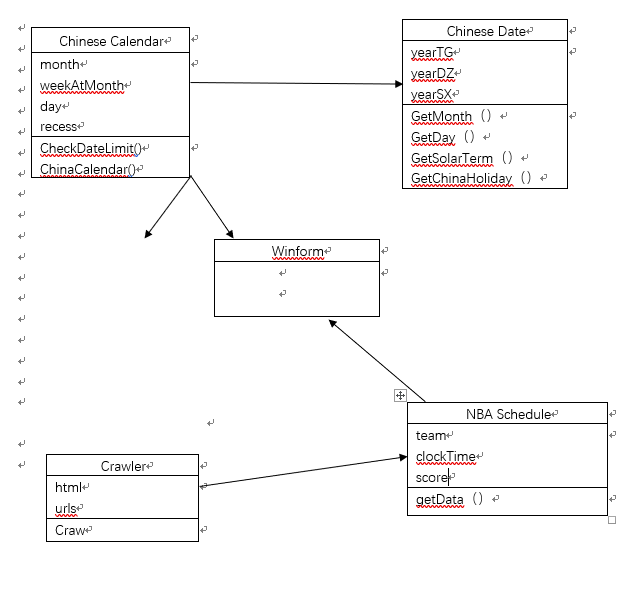 Chinese Calendar
month
weekAtMonth
day
recess
CheckDateLimit()
ChinaCalendar()
Chinese Date
yearTG
yearDZ
yearSX
GetMonth（）
GetDay（）
GetSolarTerm（）
GetChinaHoliday（）
Winform
NBA Schedule
team
clockTime
score
getData（）
Crawler
html
urls
Craw